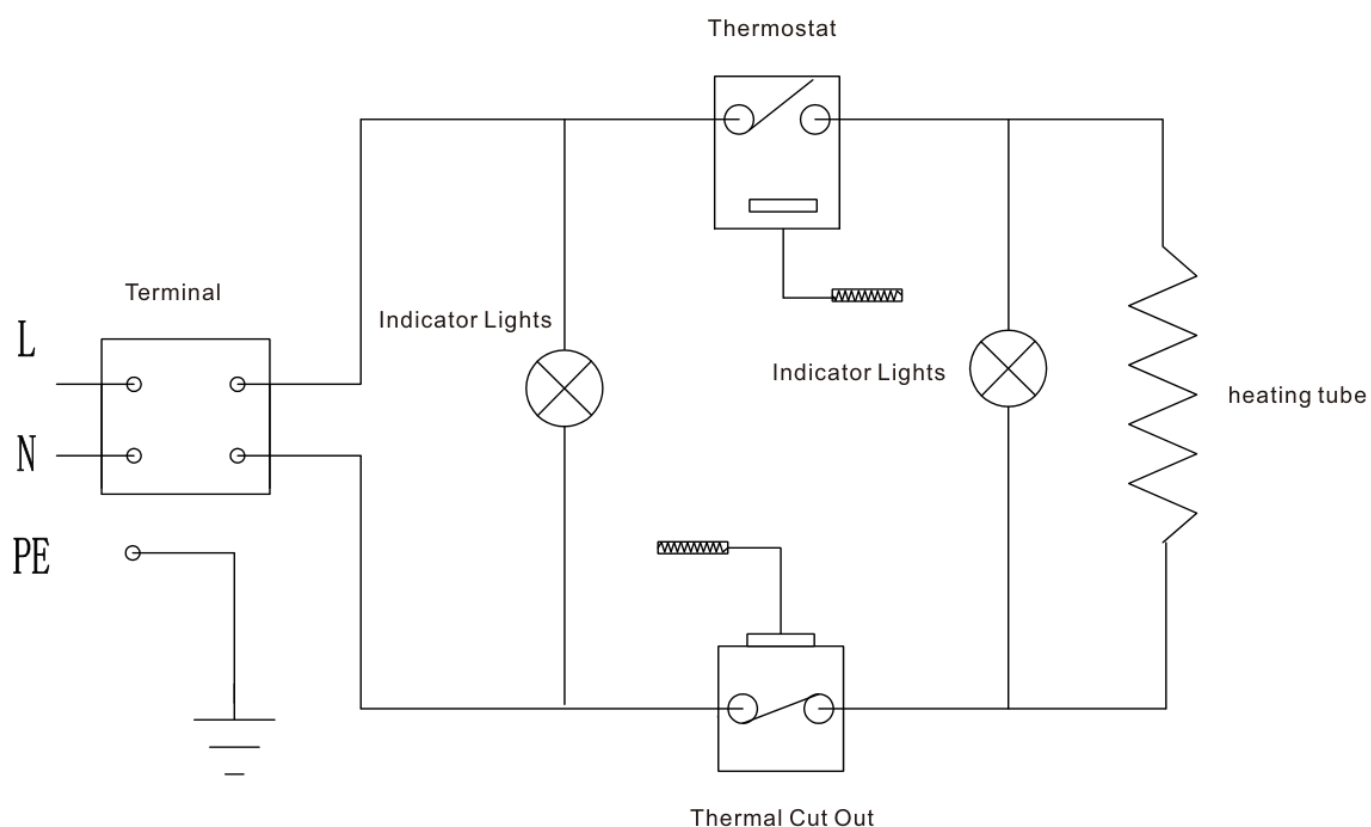 Thermostat
Terminal
L
Indicator Lights
Indicator Lights
heating tube
N
PE
Thermal Cut Out